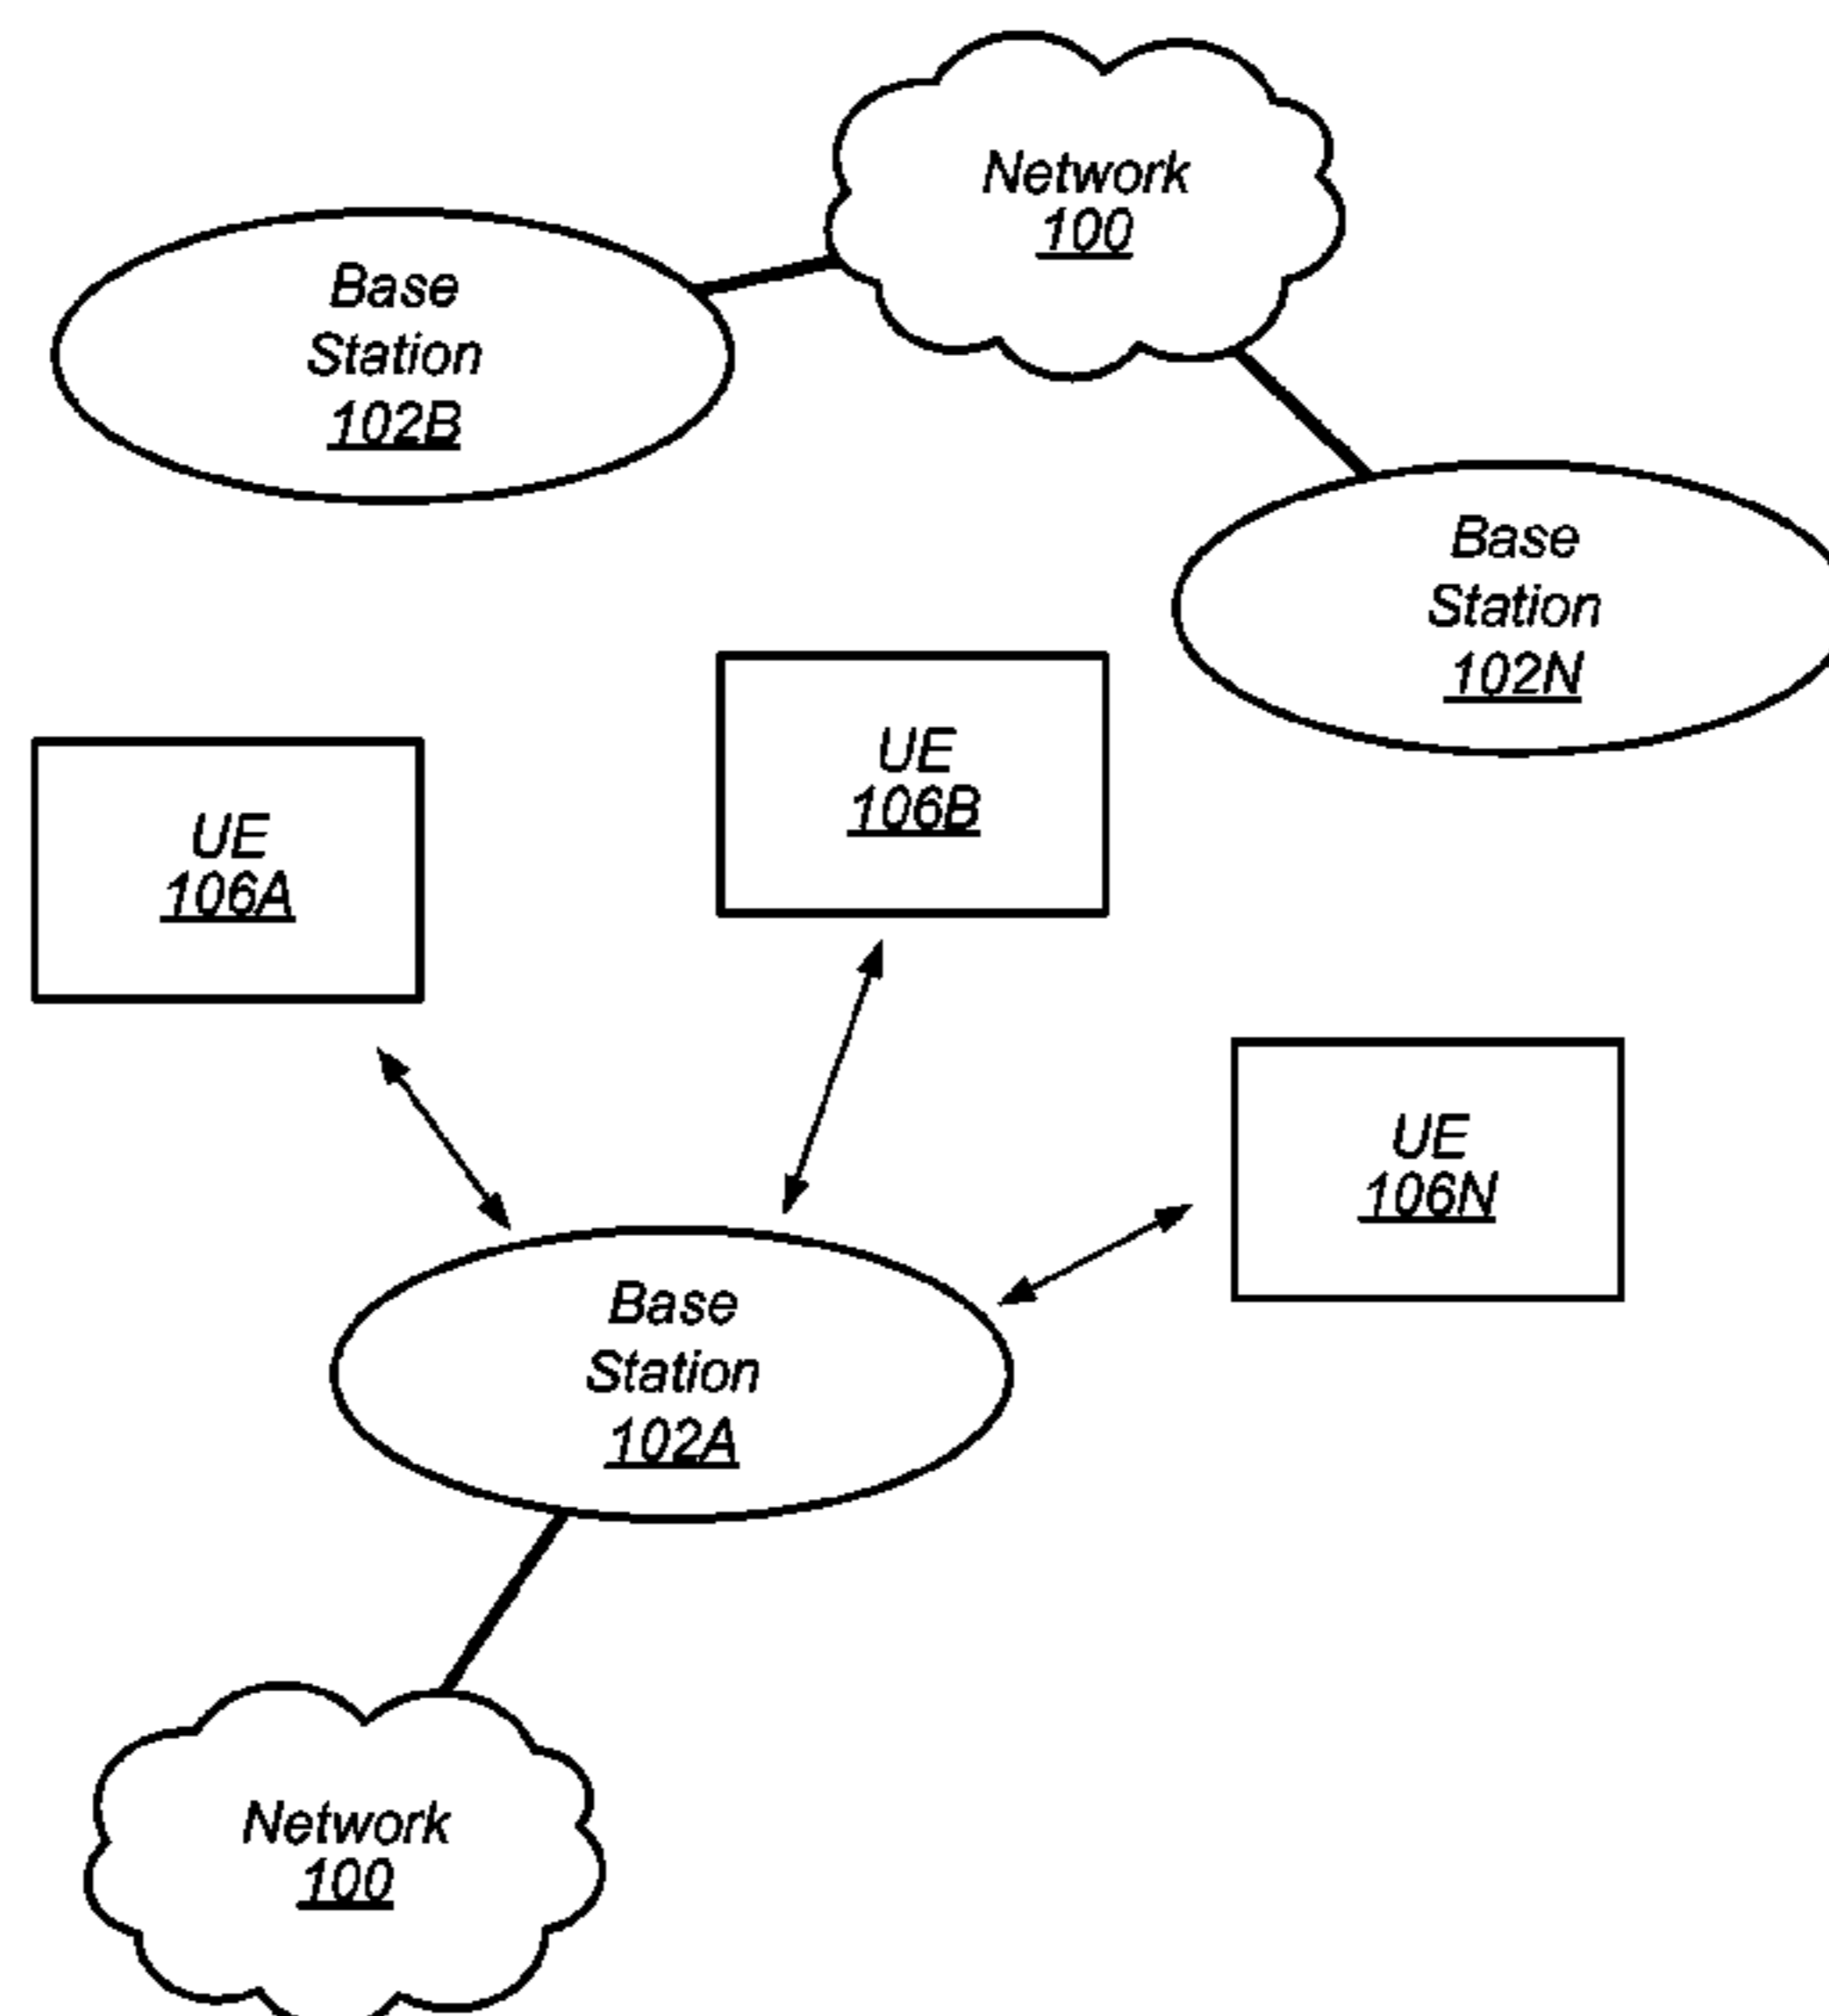 Network
100
Base
Station
102B
Base
Station
102N
UE
106B
UE
106A
UE
106N
Base
Station
102A
Network
100